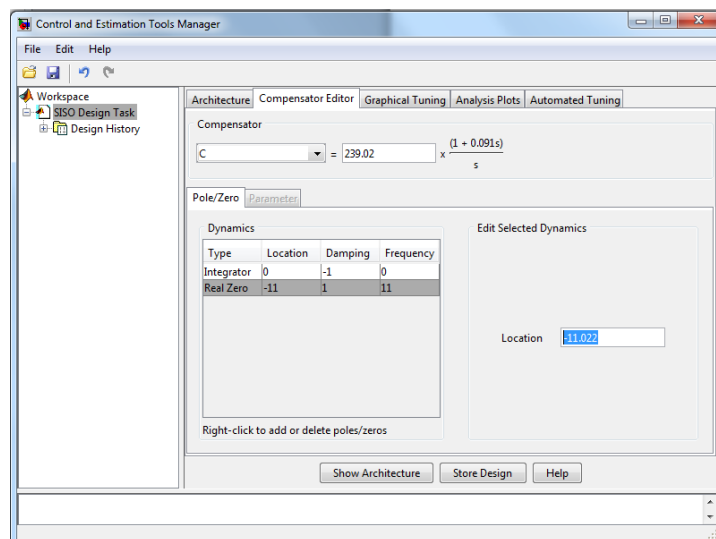 Control and Estimation Tools Manager
File Edit Help
Workspace
SISO Design Task
Design History
Architecture Compensator Editor Graphical Tuning Analysis Plots Automated Tuning
Compensator
C = 239.02 x (1 + 0.091s)
s
Pole/Zero Parameter
Dynamics
Type Location Damping Frequency
Integrator 0 -1 0
Real Zero -11 1 11
Right-click to add or delete poles/zeros
Edit Selected Dynamics
Location -11.022
Show Architecture Store Design Help